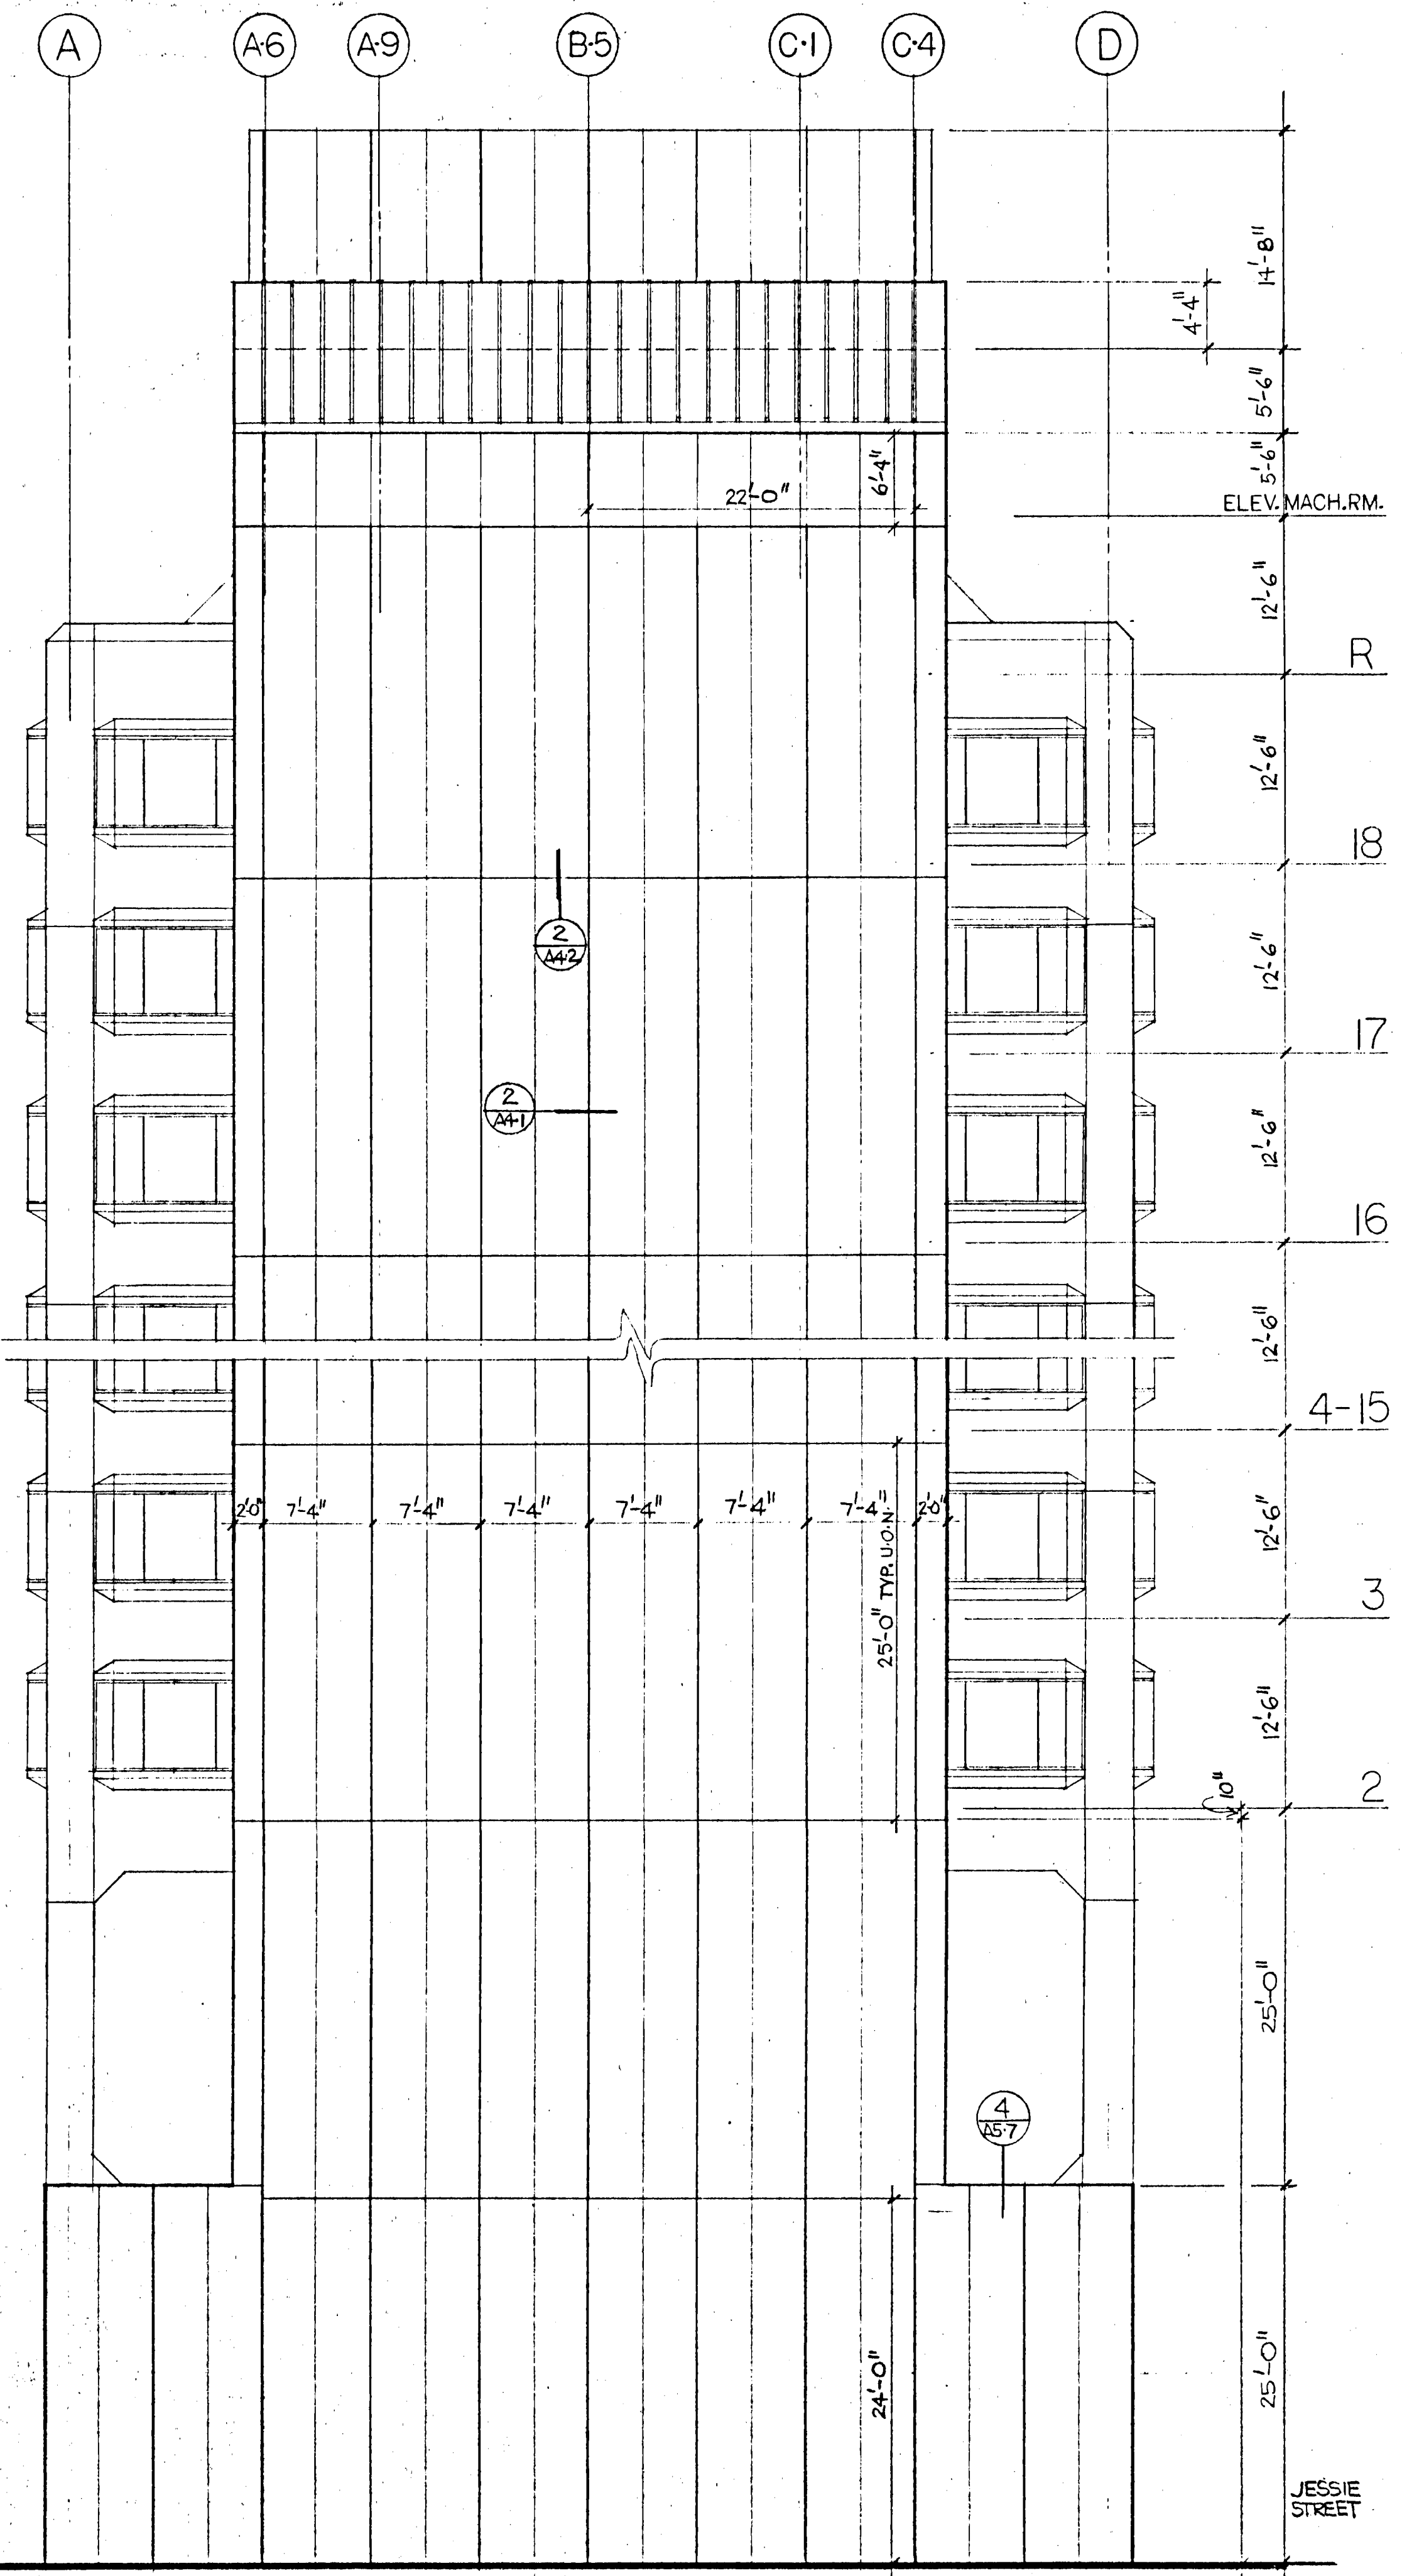 A A·6 A·9 B·5 C·1 C·4 D
14'-8"
4'-4"
5'-6"
5'-6"
6'-4"
22'-0"
ELEV. MACH. RM.
12'-6"
R
12'-6"
18
2
A4·2
12'-6"
17
2
A4·1
12'-6"
16
12'-6"
4-15
2'-0" 7'-4" 7'-4" 7'-4" 7'-4" 7'-4" 7'-4" 2'-0"
25'-0" TYP. U.O.N.
12'-6"
3
12'-6"
10"
2
25'-0"
4
A5·7
24'-0"
25'-0"
JESSIE
STREET